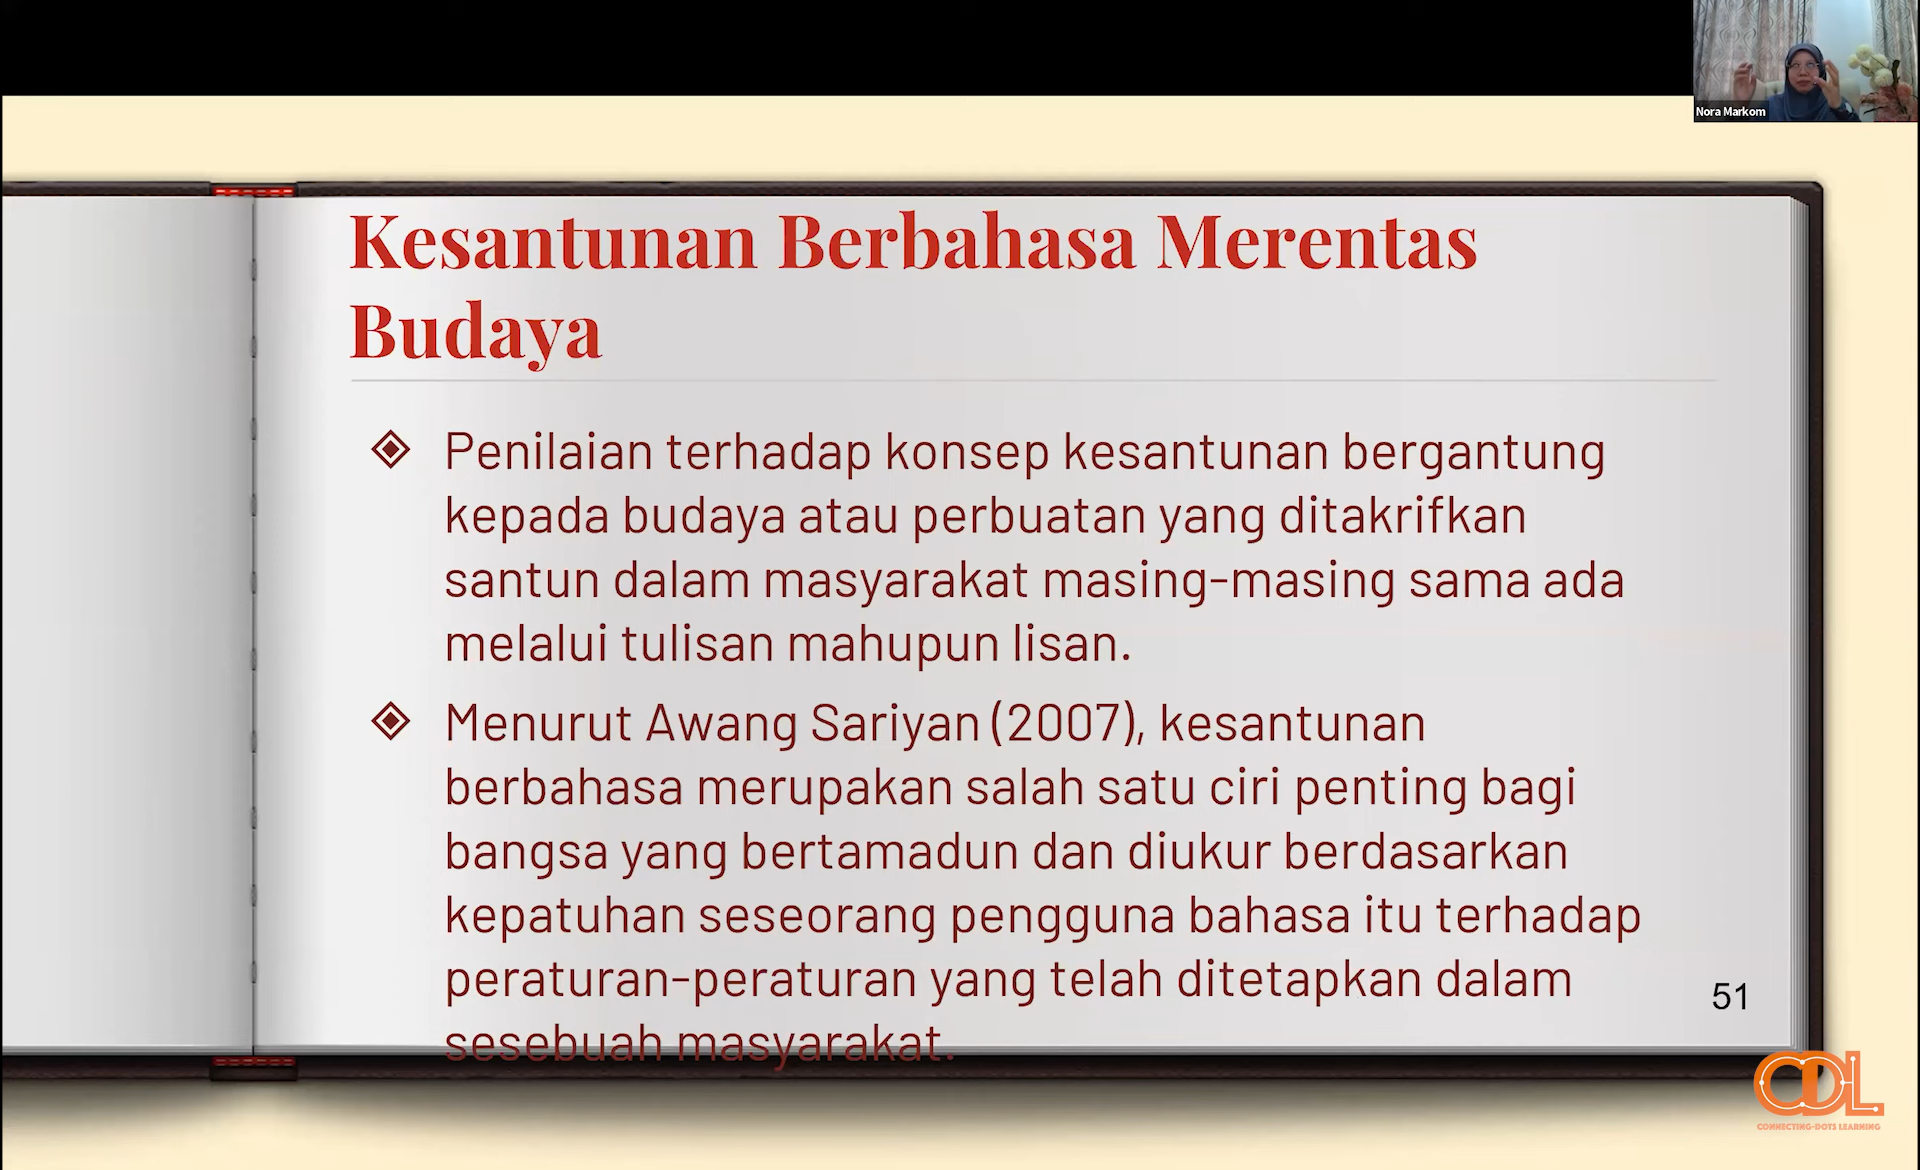 Nora Markom
Kesantunan Berbahasa Merentas
Budaya
Penilaian terhadap konsep kesantunan bergantung
kepada budaya atau perbuatan yang ditakrifkan
santun dalam masyarakat masing-masing sama ada
melalui tulisan mahupun lisan.
Menurut Awang Sariyan (2007), kesantunan
berbahasa merupakan salah satu ciri penting bagi
bangsa yang bertamadun dan diukur berdasarkan
kepatuhan seseorang pengguna bahasa itu terhadap
peraturan-peraturan yang telah ditetapkan dalam
sesebuah masyarakat.
51
CDL
CONNECTING-DOTS LEARNING